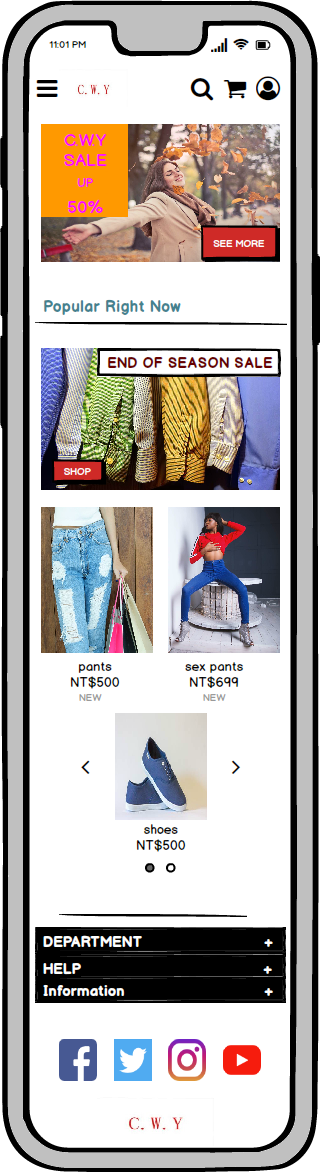 11:01 PM
C.W.Y
C.W.Y
SALE
UP
50%
SEE MORE
Popular Right Now
END OF SEASON SALE
SHOP
pants
NT$500
NEW
sex pants
NT$699
NEW
shoes
NT$500
DEPARTMENT +
HELP +
Information +
C.W.Y